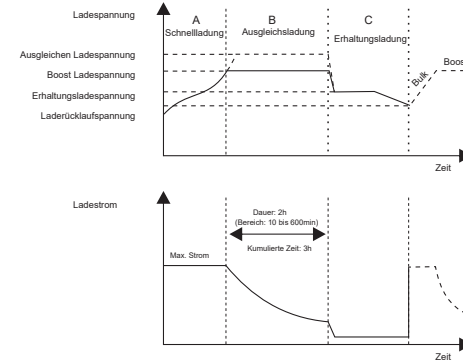 Ladespannung
A
B
C
Schnellladung
Ausgleichsladung
Erhaltungsladung
Ausgleichen Ladespannung
Boost Ladespannung
Erhaltungsladespannung
Laderücklaufspannung
Bulk
Zeit
Ladestrom
Dauer: 2h
(Bereich: 10 bis 600min)
Kumulierte Zeit: 3h
Max. Strom
Zeit